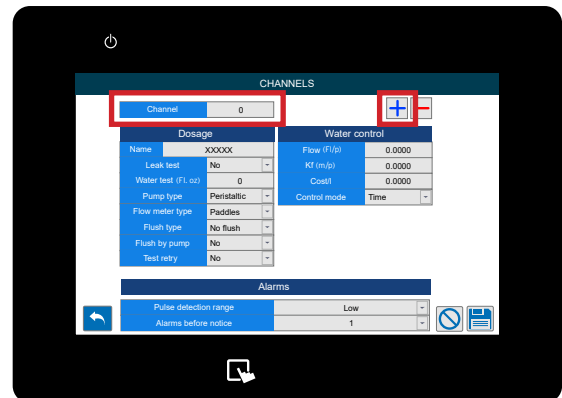 CHANNELS
Channel 0
Dosage
Name XXXXX
Leak test No
Water test (Fl. oz) 0
Pump type Peristaltic
Flow meter type Paddles
Flush type No flush
Flush by pump No
Test retry No
Water control
Flow (Fl/p) 0.0000
Kf (m/p) 0.0000
Cost/l 0.0000
Control mode Time
Alarms
Pulse detection range Low
Alarms before notice 1